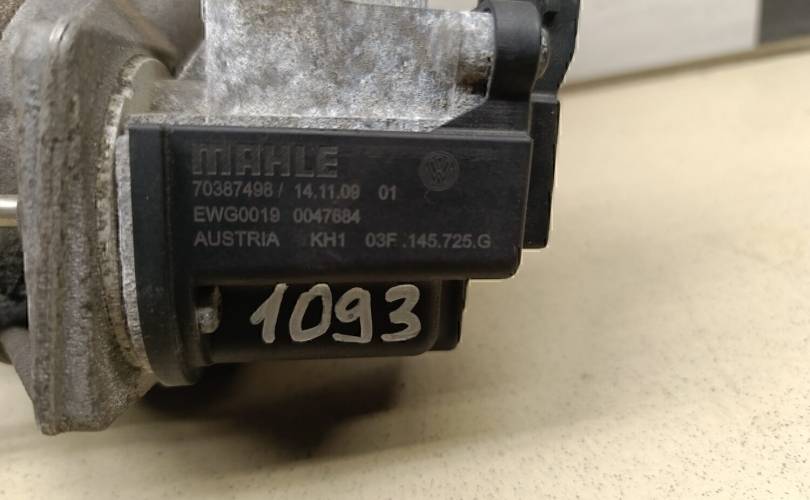 MAHLE
70387498 / 14.11.09 01
EWG0019 0047684
AUSTRIA KH1 03F.145.725.G
1093